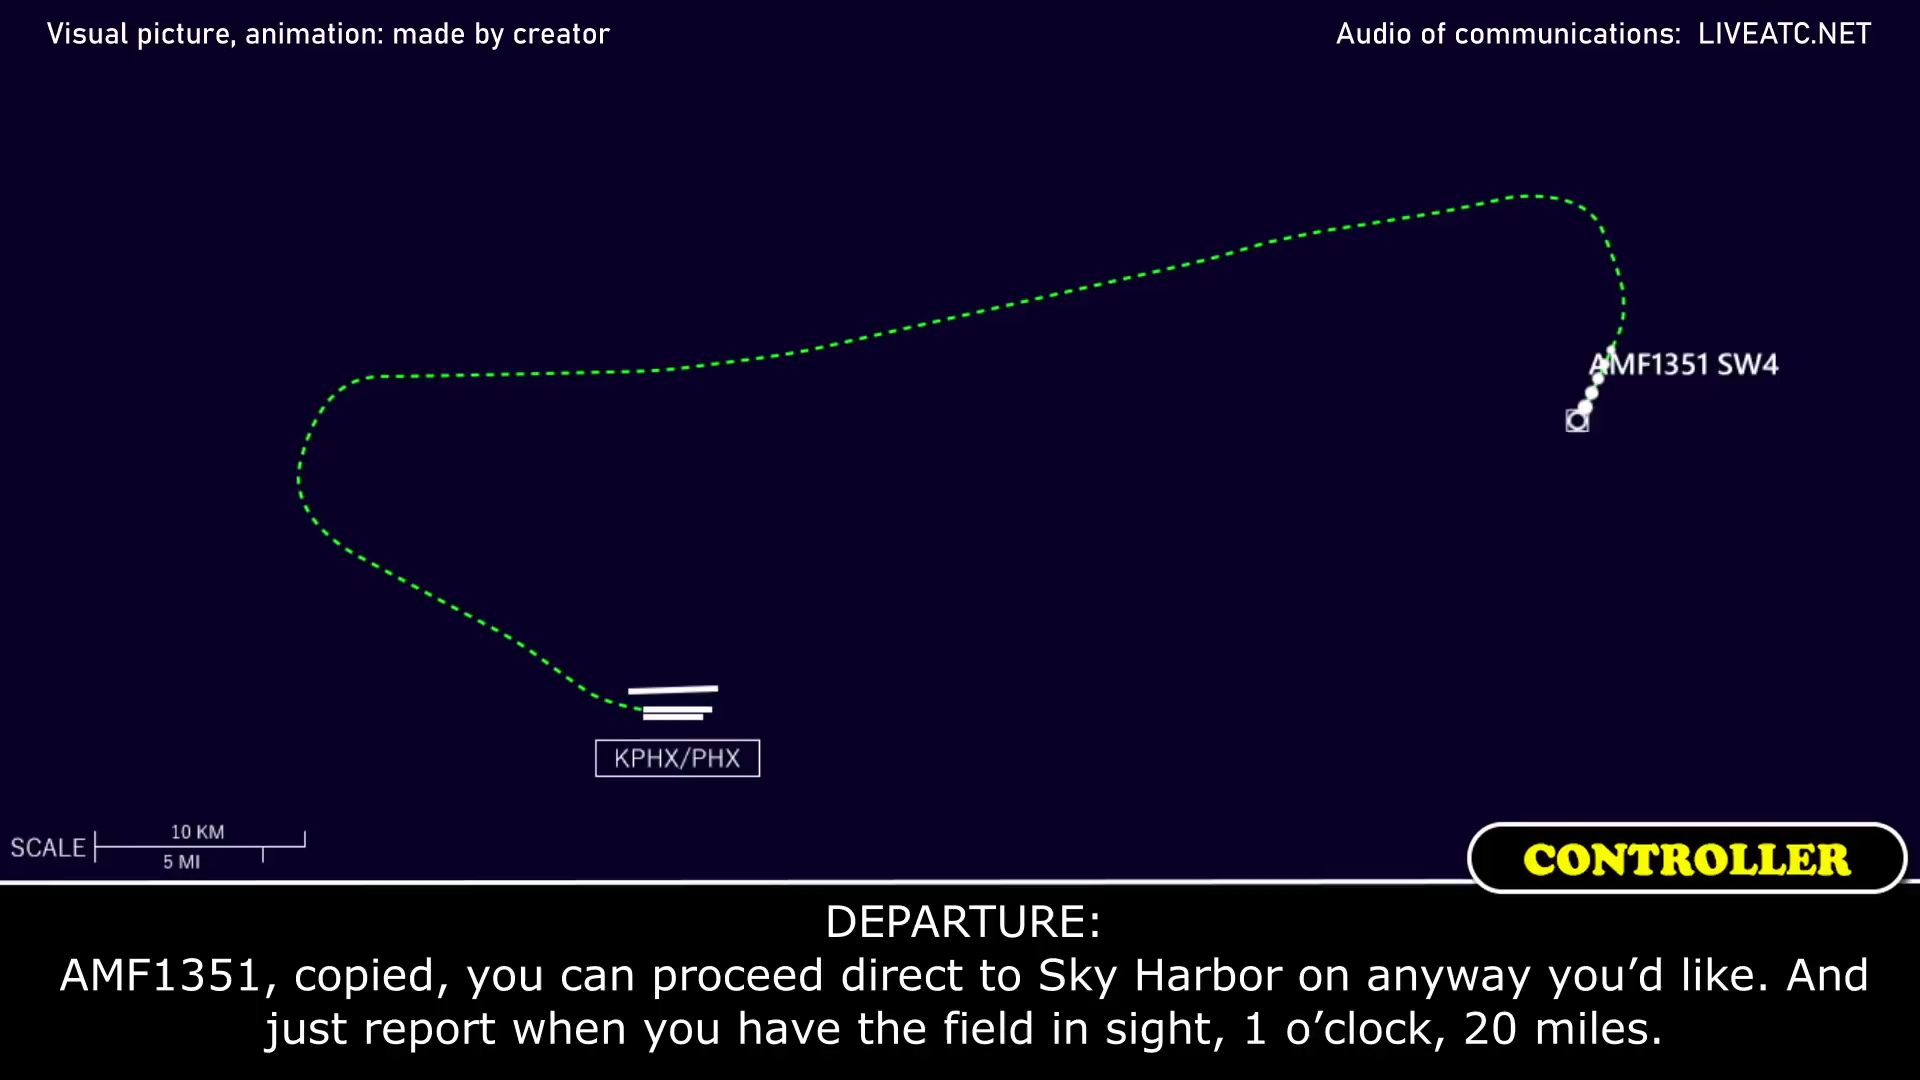 Visual picture, animation: made by creator
Audio of communications: LIVEATC.NET
AMF1351 SW4
KPHX/PHX
SCALE
10 KM
5 MI
CONTROLLER
DEPARTURE:
AMF1351, copied, you can proceed direct to Sky Harbor on anyway you’d like. And
just report when you have the field in sight, 1 o’clock, 20 miles.